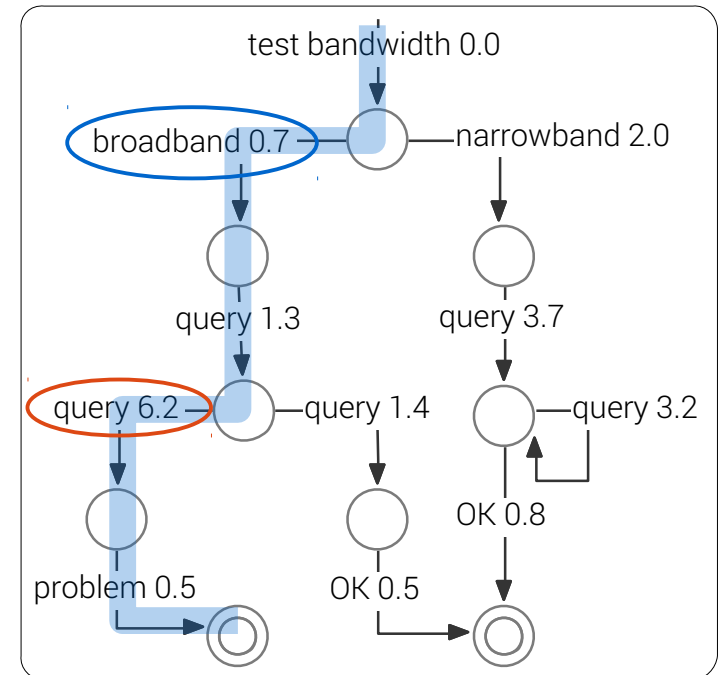 test bandwidth 0.0
broadband 0.7
narrowband 2.0
query 1.3
query 3.7
query 6.2
query 1.4
query 3.2
OK 0.8
problem 0.5
OK 0.5